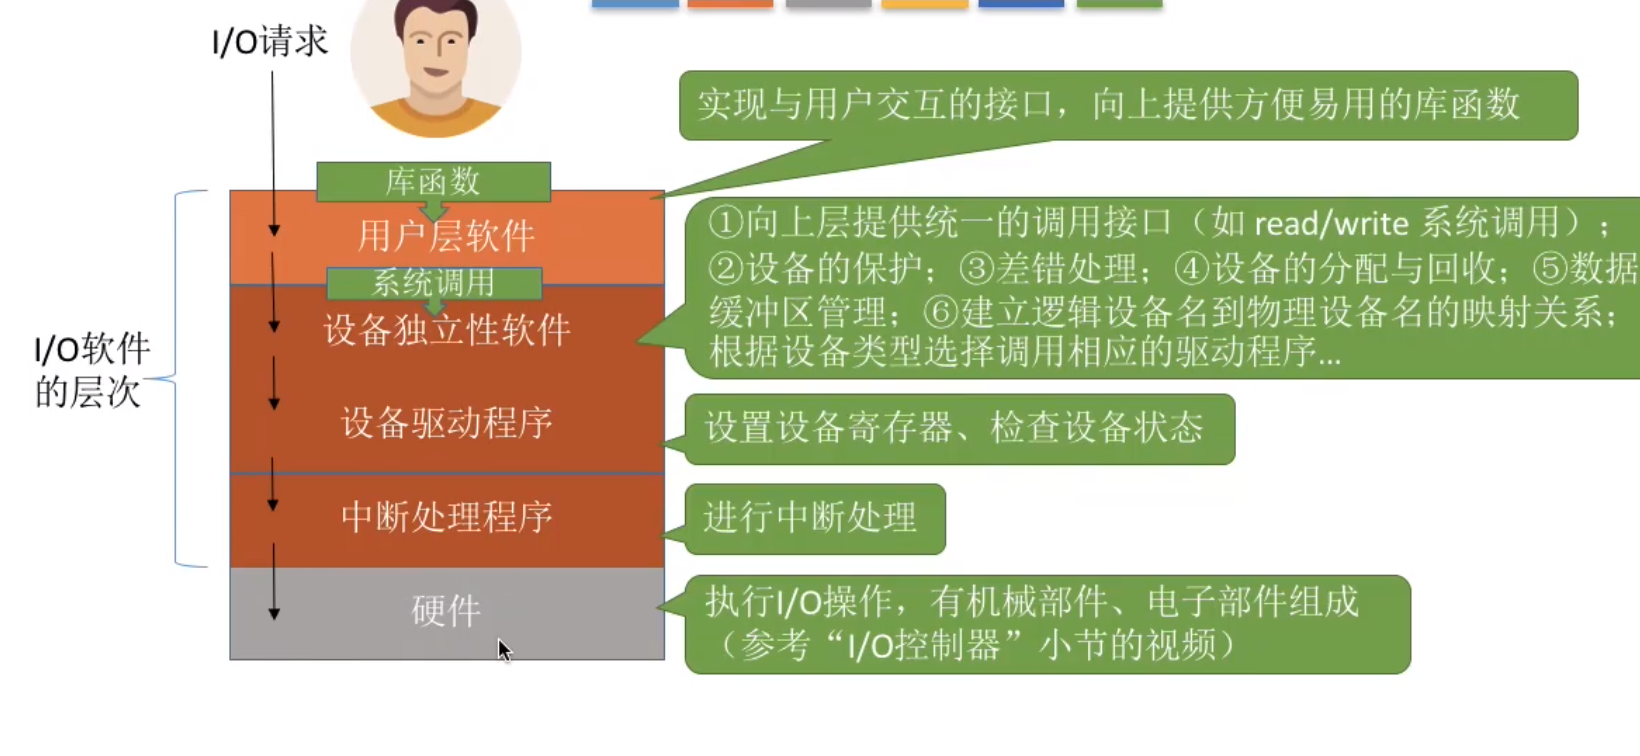 I/O请求
实现与用户交互的接口，向上提供方便易用的库函数
库函数
用户层软件
①向上层提供统一的调用接口（如 read/write 系统调用）；
②设备的保护；③差错处理；④设备的分配与回收；⑤数据
缓冲区管理；⑥建立逻辑设备名到物理设备名的映射关系；
根据设备类型选择调用相应的驱动程序...
系统调用
设备独立性软件
I/O软件
的层次
设备驱动程序
设置设备寄存器、检查设备状态
中断处理程序
进行中断处理
硬件
执行I/O操作，有机械部件、电子部件组成
（参考“I/O控制器”小节的视频）